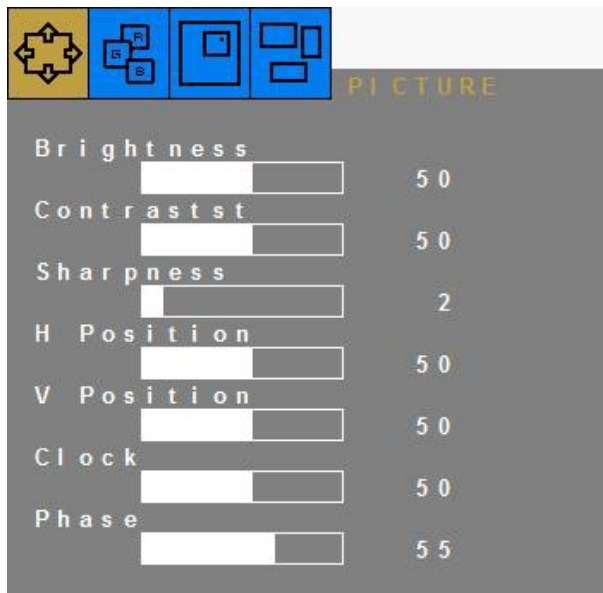 R
G
B
PICTURE
Brightness
50
Contrastst
50
Sharpness
2
H Position
50
V Position
50
Clock
50
Phase
55